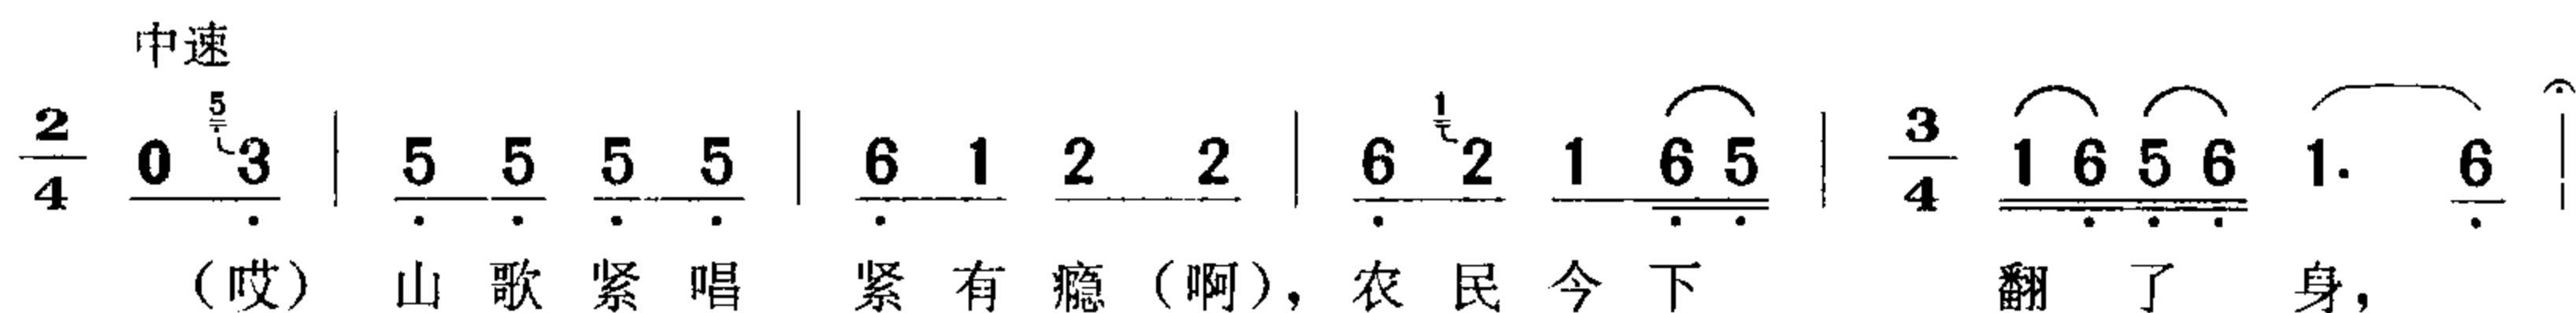 中速
2/4 0 5 3 | 5 5 5 5 | 6 1 2 2 | 6 1 2 1 6 5 | 3/4 1 6 5 6 1. 6 |
(哎) 山歌紧唱 紧有瘾(啊),农民今下 翻了身,